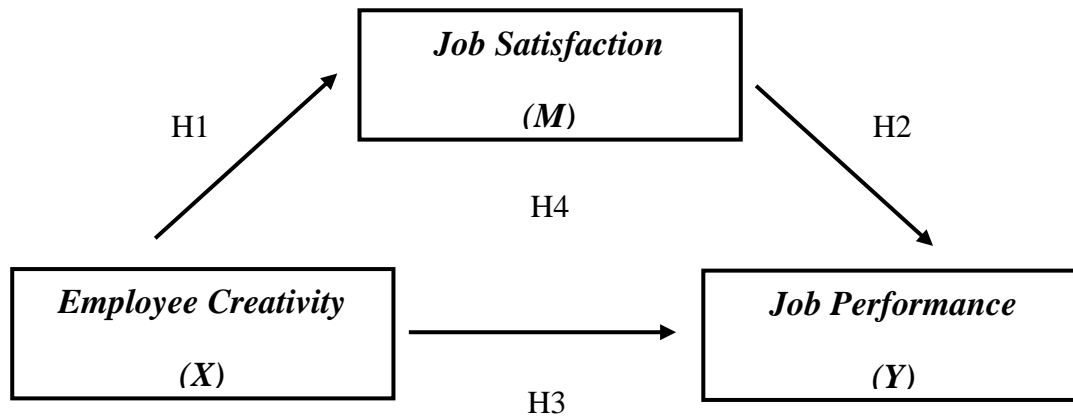 Job Satisfaction
(M)
H1
H2
H4
Employee Creativity
(X)
Job Performance
(Y)
H3